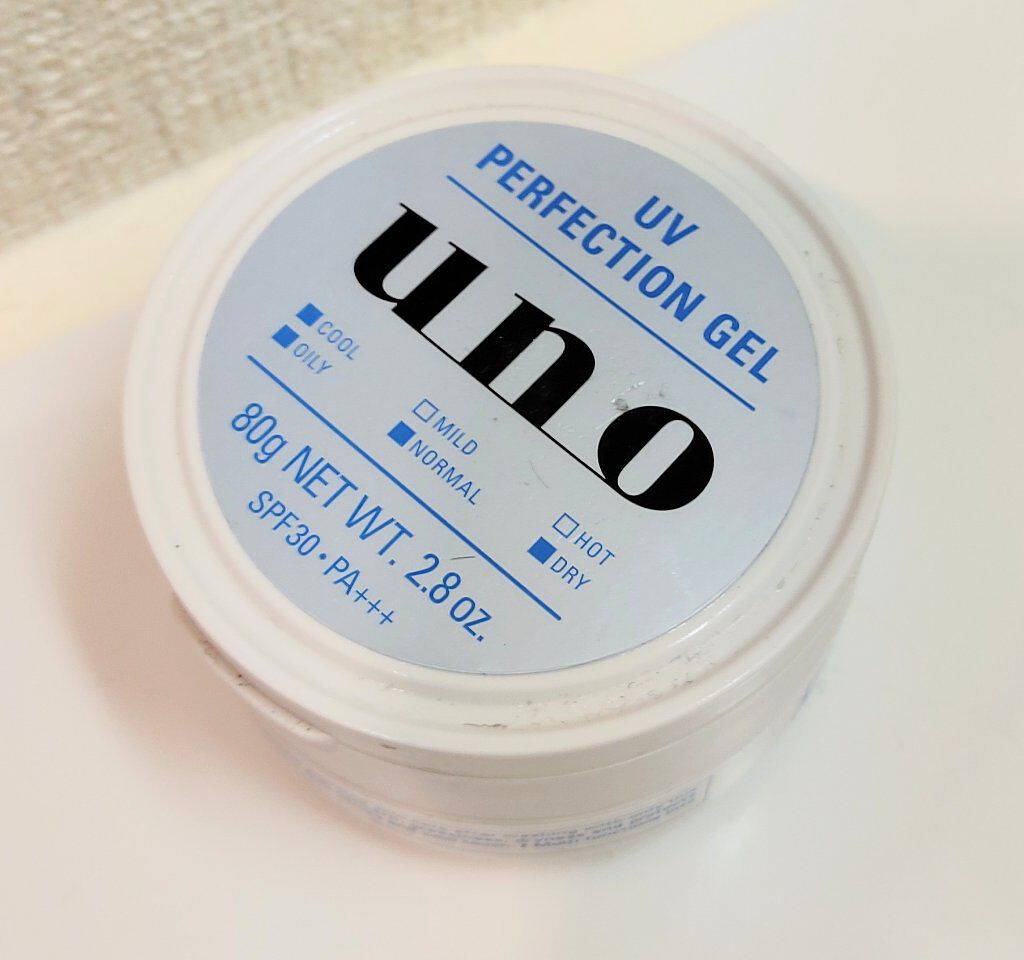 UV
PERFECTION GEL
uno
■COOL
■OILY
□MILD
■NORMAL
□HOT
■DRY
80g NET WT. 2.8 OZ.
SPF30・PA+++